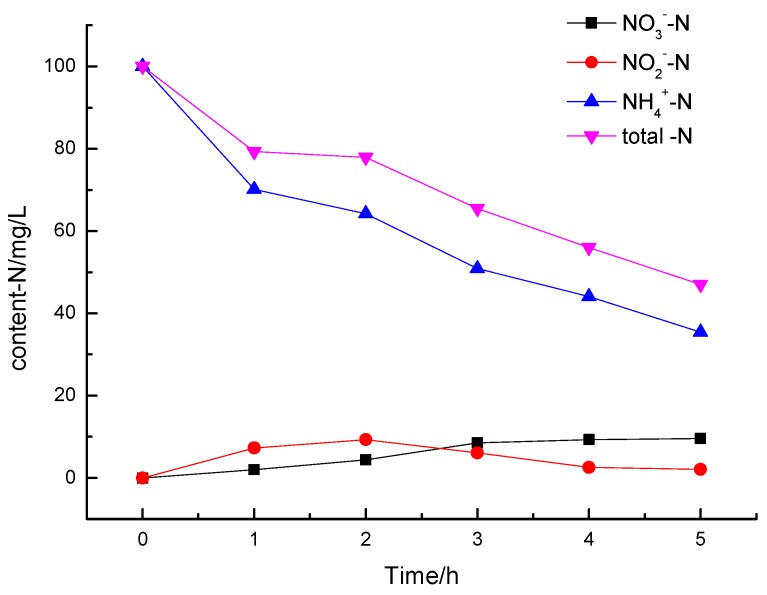 NO₃⁻-N
NO₂⁻-N
NH₄⁺-N
total -N
content-N/mg/L
100
80
60
40
20
0
0 1 2 3 4 5
Time/h